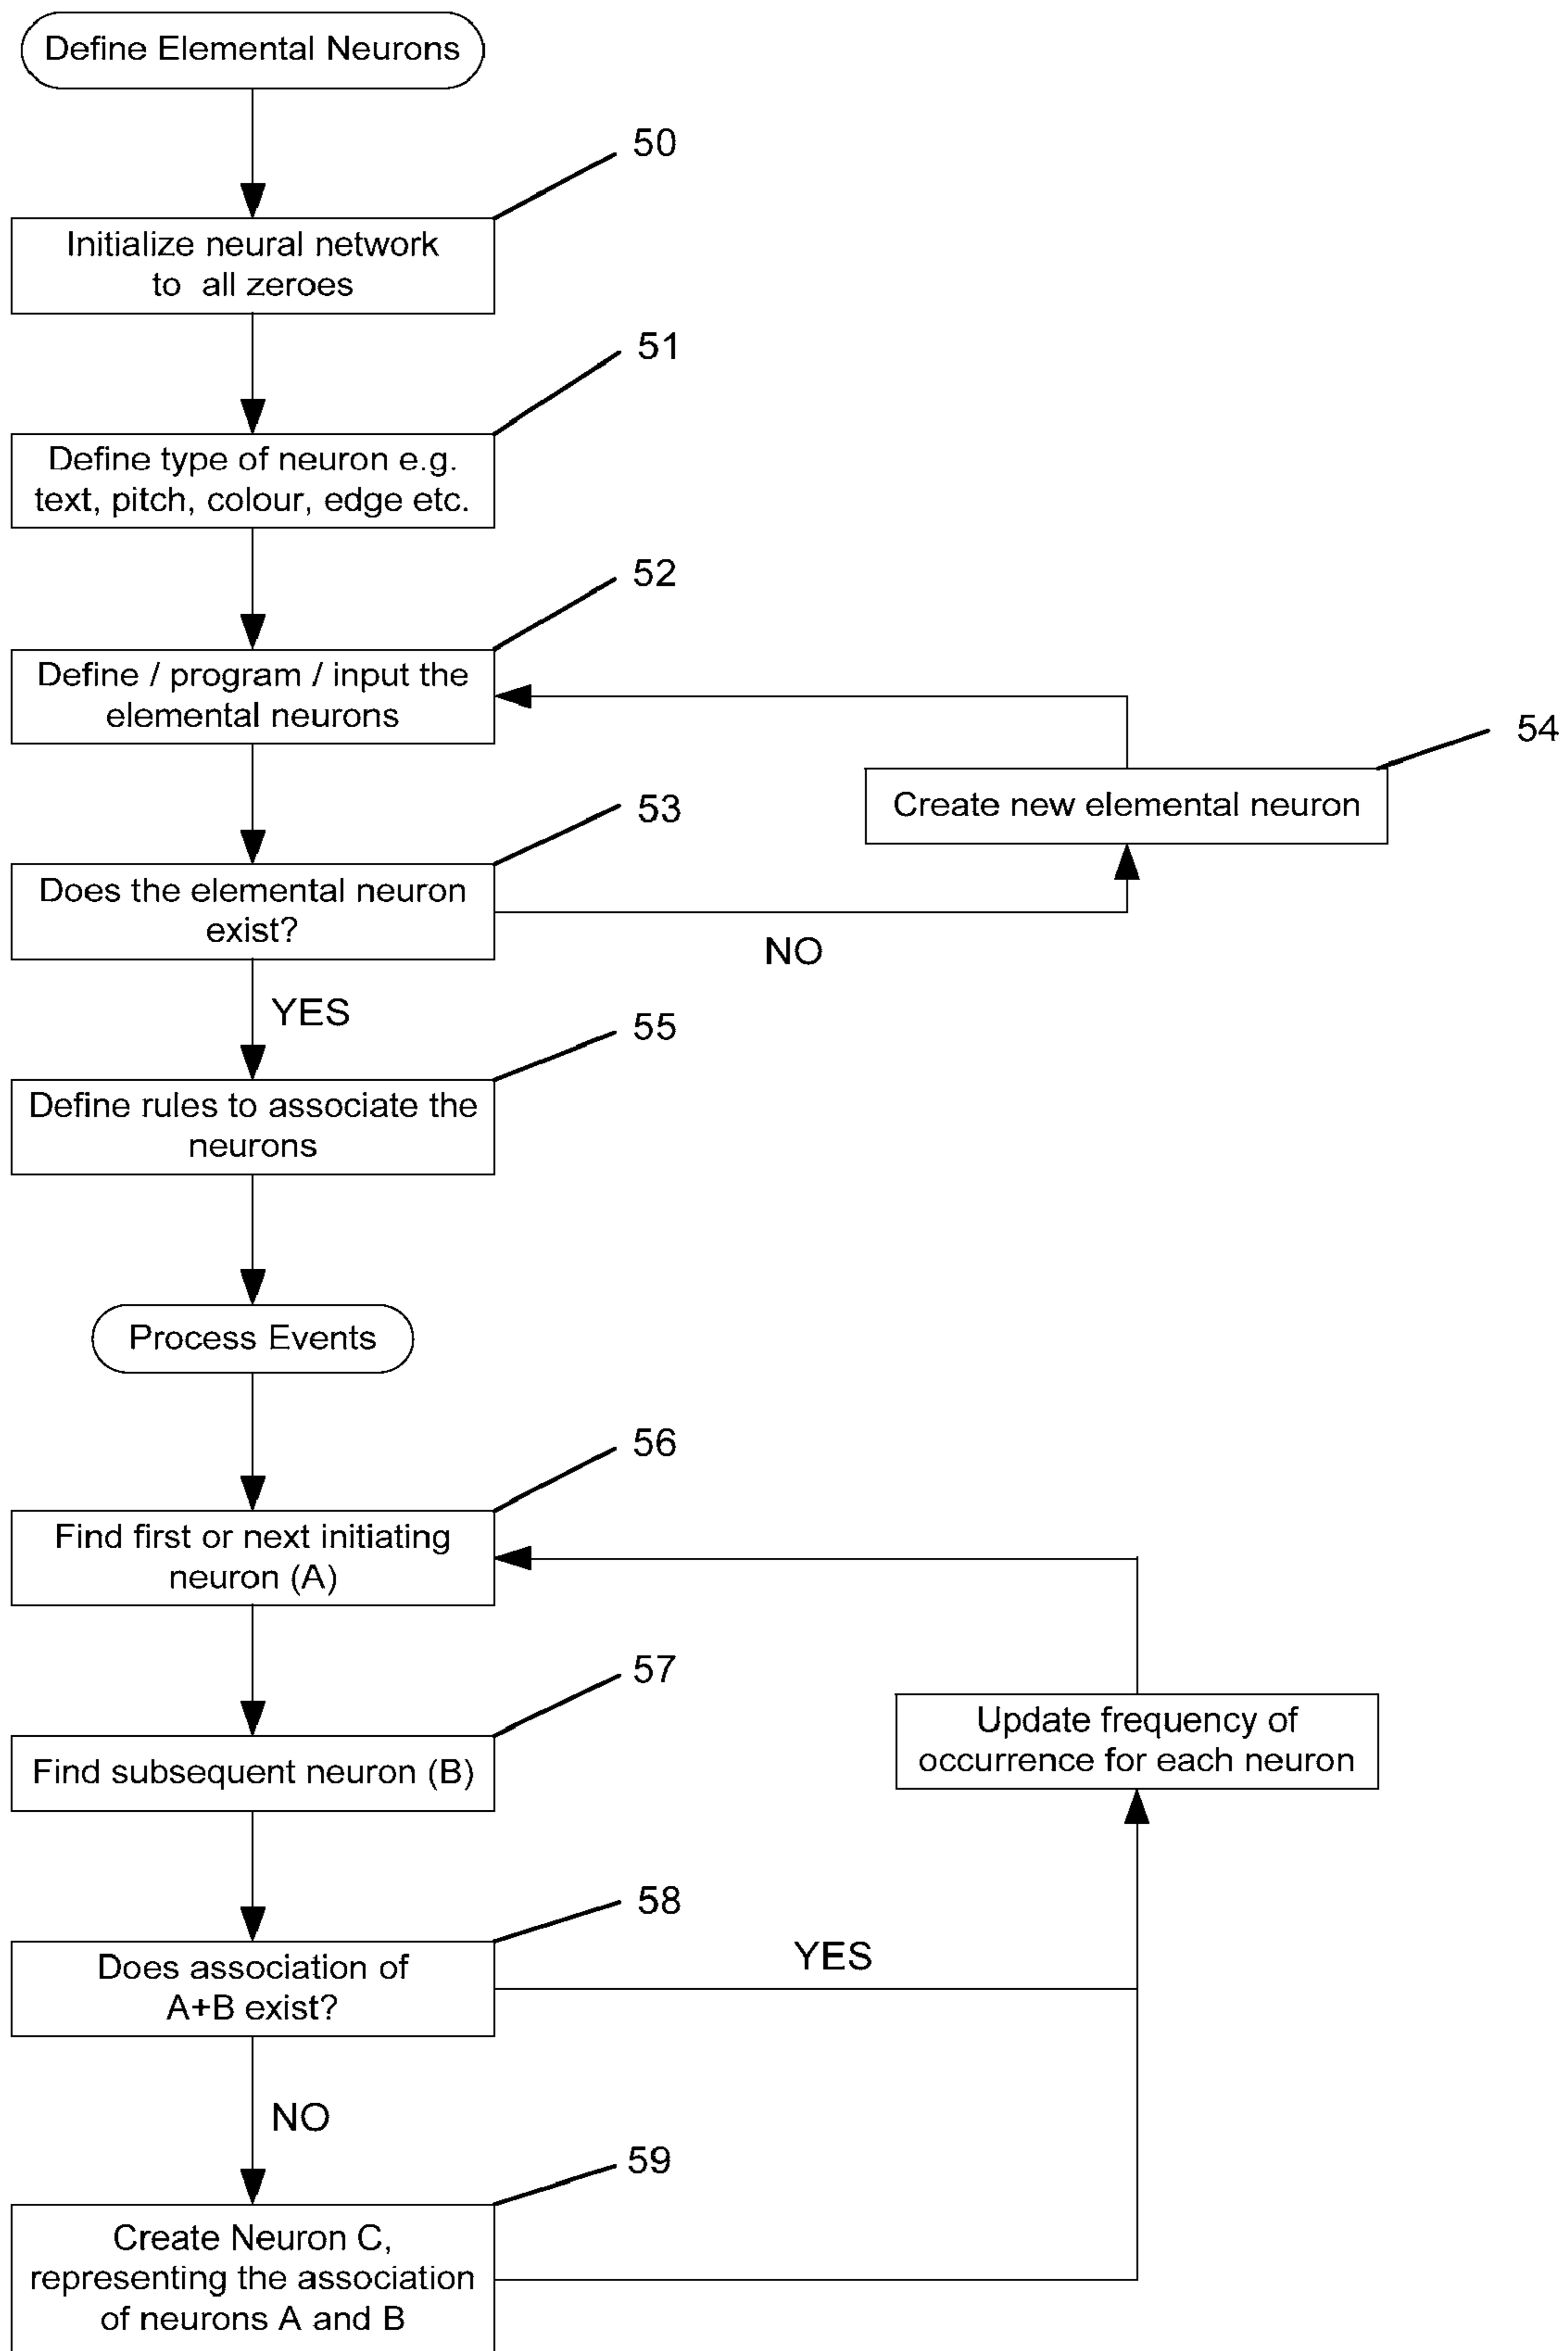 Define Elemental Neurons
50
Initialize neural network
to all zeroes
51
Define type of neuron e.g.
text, pitch, colour, edge etc.
52
Define / program / input the
elemental neurons
54
Create new elemental neuron
53
Does the elemental neuron
exist?
NO
YES
55
Define rules to associate the
neurons
Process Events
56
Find first or next initiating
neuron (A)
57
Find subsequent neuron (B)
Update frequency of
occurrence for each neuron
58
Does association of
A+B exist?
YES
NO
59
Create Neuron C,
representing the association
of neurons A and B